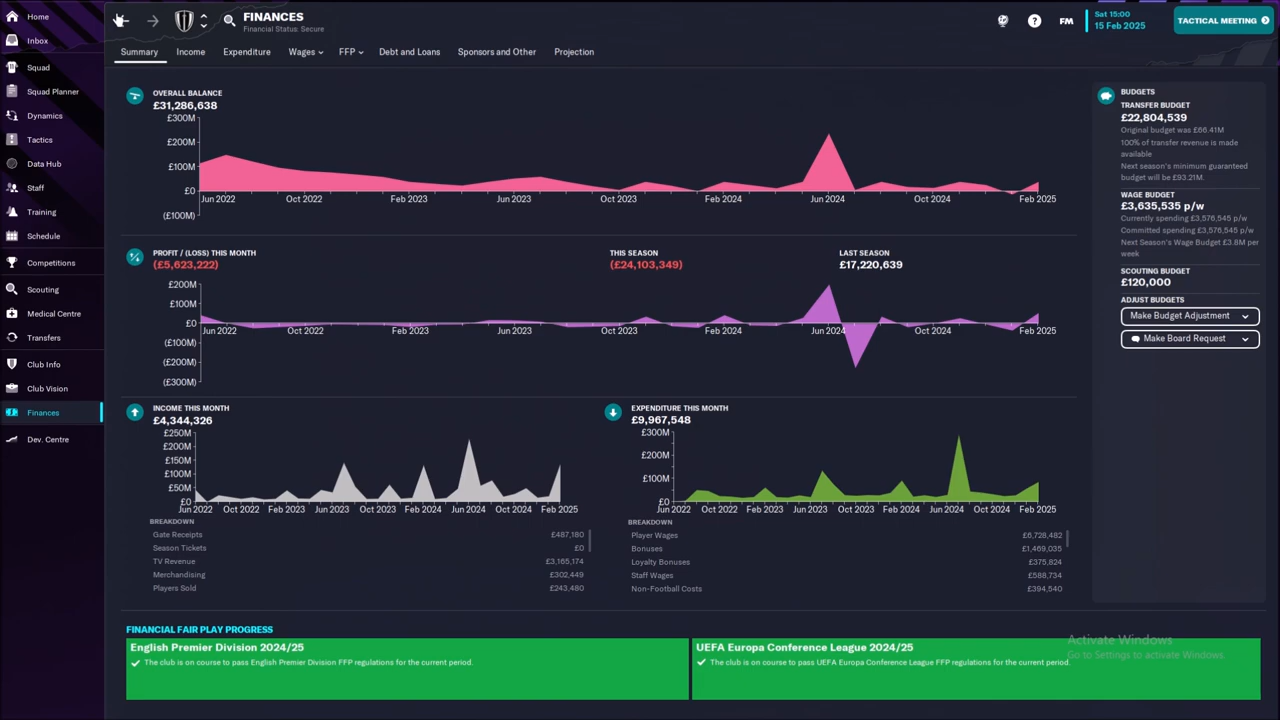 Home
Inbox
Squad
Squad Planner
Dynamics
Tactics
Data Hub
Staff
Training
Schedule
Competitions
Scouting
Medical Centre
Transfers
Club Info
Club Vision
Finances
Dev. Centre
FINANCES
Financial Status: Secure
FM
Sat 15:00
15 Feb 2025
TACTICAL MEETING
Summary
Income
Expenditure
Wages
FFP
Debt and Loans
Sponsors and Other
Projection
OVERALL BALANCE
£31,286,638
£300M
£200M
£100M
£0
(£100M)
Jun 2022
Oct 2022
Feb 2023
Jun 2023
Oct 2023
Feb 2024
Jun 2024
Oct 2024
Feb 2025
PROFIT / (LOSS) THIS MONTH
(£5,623,222)
THIS SEASON
(£24,103,349)
LAST SEASON
£17,220,639
£200M
£100M
£0
(£100M)
(£200M)
(£300M)
Jun 2022
Oct 2022
Feb 2023
Jun 2023
Oct 2023
Feb 2024
Jun 2024
Oct 2024
Feb 2025
INCOME THIS MONTH
£4,344,326
£250M
£200M
£150M
£100M
£50M
£0
Jun 2022
Oct 2022
Feb 2023
Jun 2023
Oct 2023
Feb 2024
Jun 2024
Oct 2024
Feb 2025
BREAKDOWN
Gate Receipts £487,180
Season Tickets £0
TV Revenue £3,165,174
Merchandising £302,449
Players Sold £243,480
EXPENDITURE THIS MONTH
£9,967,548
£300M
£200M
£100M
£0
Jun 2022
Oct 2022
Feb 2023
Jun 2023
Oct 2023
Feb 2024
Jun 2024
Oct 2024
Feb 2025
BREAKDOWN
Player Wages £6,728,482
Bonuses £1,469,035
Loyalty Bonuses £375,824
Staff Wages £588,734
Non-Football Costs £394,540
BUDGETS
TRANSFER BUDGET
£22,804,539
Original budget was £66.41M
100% of transfer revenue is made
available
Next season's minimum guaranteed
budget will be £93.21M.
WAGE BUDGET
£3,635,535 p/w
Currently spending £3,576,545 p/w
Committed spending £3,576,545 p/w
Next Season's Wage Budget £3.8M per
week
SCOUTING BUDGET
£120,000
ADJUST BUDGETS
Make Budget Adjustment
Make Board Request
FINANCIAL FAIR PLAY PROGRESS
English Premier Division 2024/25
The club is on course to pass English Premier Division FFP regulations for the current period.
UEFA Europa Conference League 2024/25
The club is on course to pass UEFA Europa Conference League FFP regulations for the current period.
Activate Windows
Go to Settings to activate Windows.